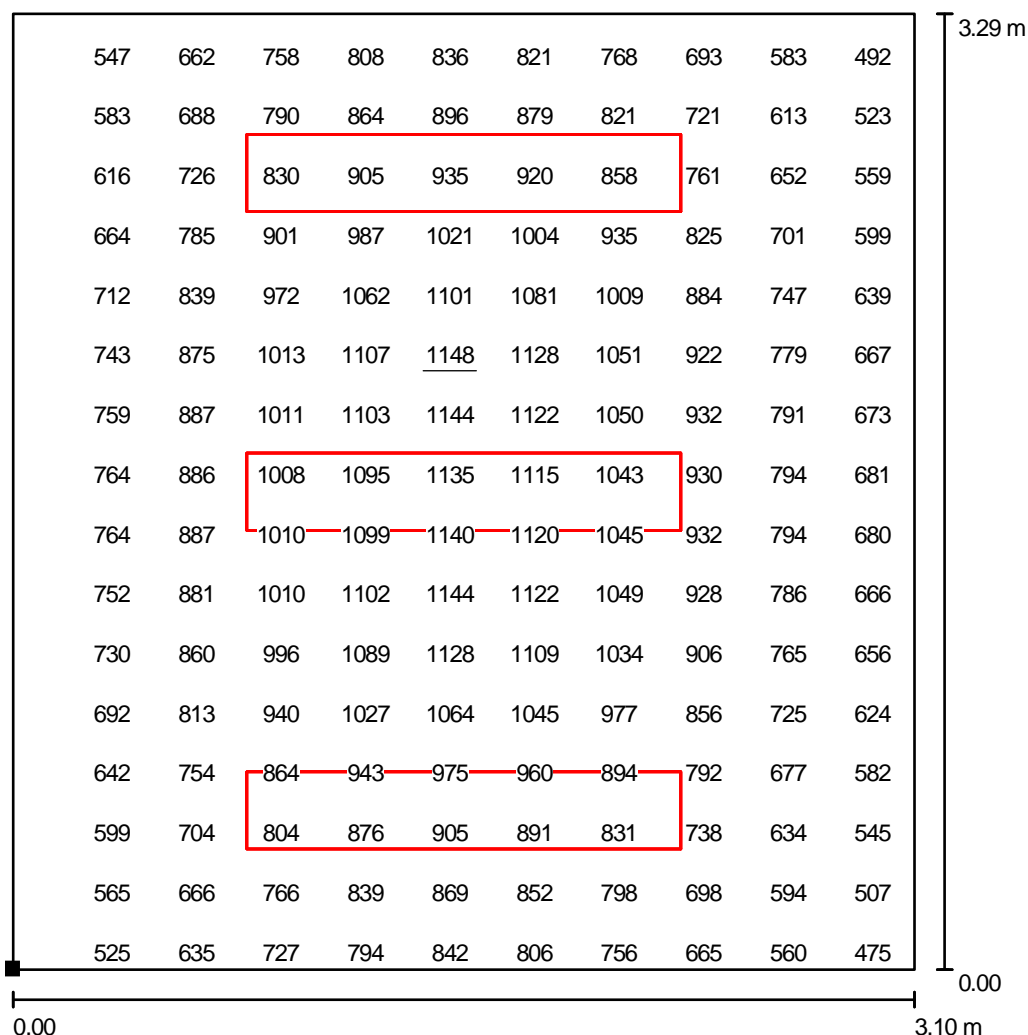 3.29 m
547 662 758 808 836 821 768 693 583 492
583 688 790 864 896 879 821 721 613 523
616 726 830 905 935 920 858 761 652 559
664 785 901 987 1021 1004 935 825 701 599
712 839 972 1062 1101 1081 1009 884 747 639
743 875 1013 1107 1148 1128 1051 922 779 667
759 887 1011 1103 1144 1122 1050 932 791 673
764 886 1008 1095 1135 1115 1043 930 794 681
764 887 1010 1099 1140 1120 1045 932 794 680
752 881 1010 1102 1144 1122 1049 928 786 666
730 860 996 1089 1128 1109 1034 906 765 656
692 813 940 1027 1064 1045 977 856 725 624
642 754 864 943 975 960 894 792 677 582
599 704 804 876 905 891 831 738 634 545
565 666 766 839 869 852 798 698 594 507
525 635 727 794 842 806 756 665 560 475
0.00
0.00 3.10 m